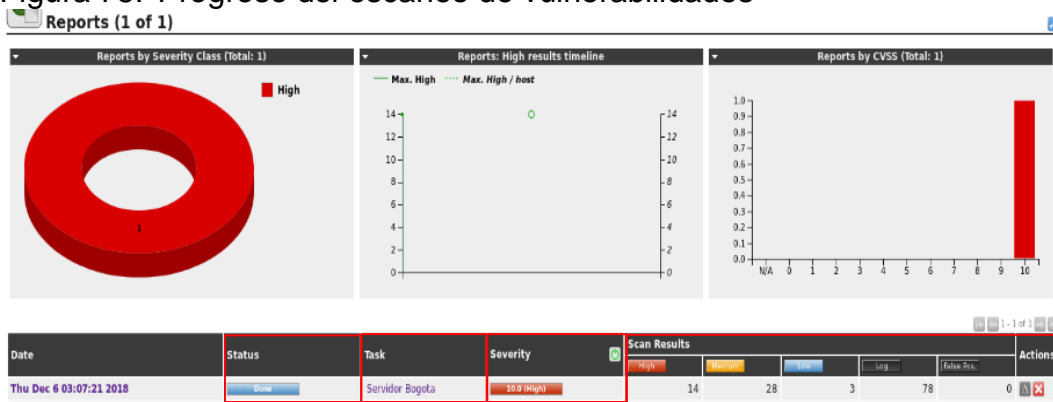 Reports (1 of 1)
Reports by Severity Class (Total: 1)
High
1
Reports: High results timeline
Max. High Max. High / host
14 14
12 12
10 10
8 8
6 6
4 4
2 2
0 0
Reports by CVSS (Total: 1)
1.0
0.9
0.8
0.7
0.6
0.5
0.4
0.3
0.2
0.1
0.0
N/A 0 1 2 3 4 5 6 7 8 9 10
1 - 1 of 1
Date Status Task Severity Scan Results Actions
High Medium Low Log False Pos.
Thu Dec 6 03:07:21 2018 Done Servidor Bogota 10.0 (High) 14 28 3 78 0